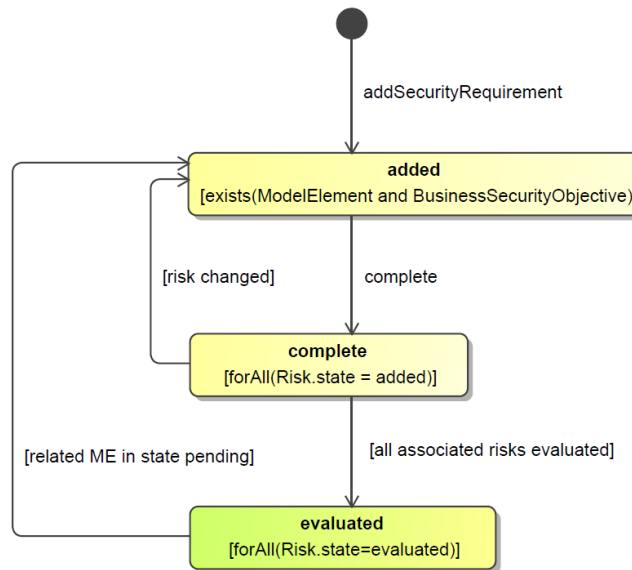 addSecurityRequirement
added
[exists(ModelElement and BusinessSecurityObjective)
[risk changed]
complete
complete
[forAll(Risk.state = added)]
[related ME in state pending]
[all associated risks evaluated]
evaluated
[forAll(Risk.state=evaluated)]